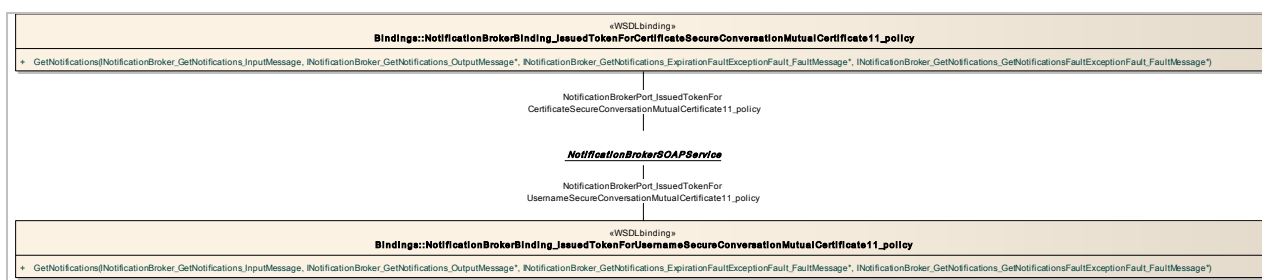 «WSDLbinding»
Bindings::NotificationBrokerBinding_IssuedTokenForCertificateSecureConversationMutualCertificate11_policy
+ GetNotifications(INotificationBroker_GetNotifications_InputMessage, INotificationBroker_GetNotifications_OutputMessage*, INotificationBroker_GetNotifications_ExpirationFaultExceptionFault_FaultMessage*, INotificationBroker_GetNotifications_GetNotificationsFaultExceptionFault_FaultMessage*)
NotificationBrokerPort_IssuedTokenFor
CertificateSecureConversationMutualCertificate11_policy
NotificationBrokerSOAPService
NotificationBrokerPort_IssuedTokenFor
UsernameSecureConversationMutualCertificate11_policy
«WSDLbinding»
Bindings::NotificationBrokerBinding_IssuedTokenForUsernameSecureConversationMutualCertificate11_policy
+ GetNotifications(INotificationBroker_GetNotifications_InputMessage, INotificationBroker_GetNotifications_OutputMessage*, INotificationBroker_GetNotifications_ExpirationFaultExceptionFault_FaultMessage*, INotificationBroker_GetNotifications_GetNotificationsFaultExceptionFault_FaultMessage*)